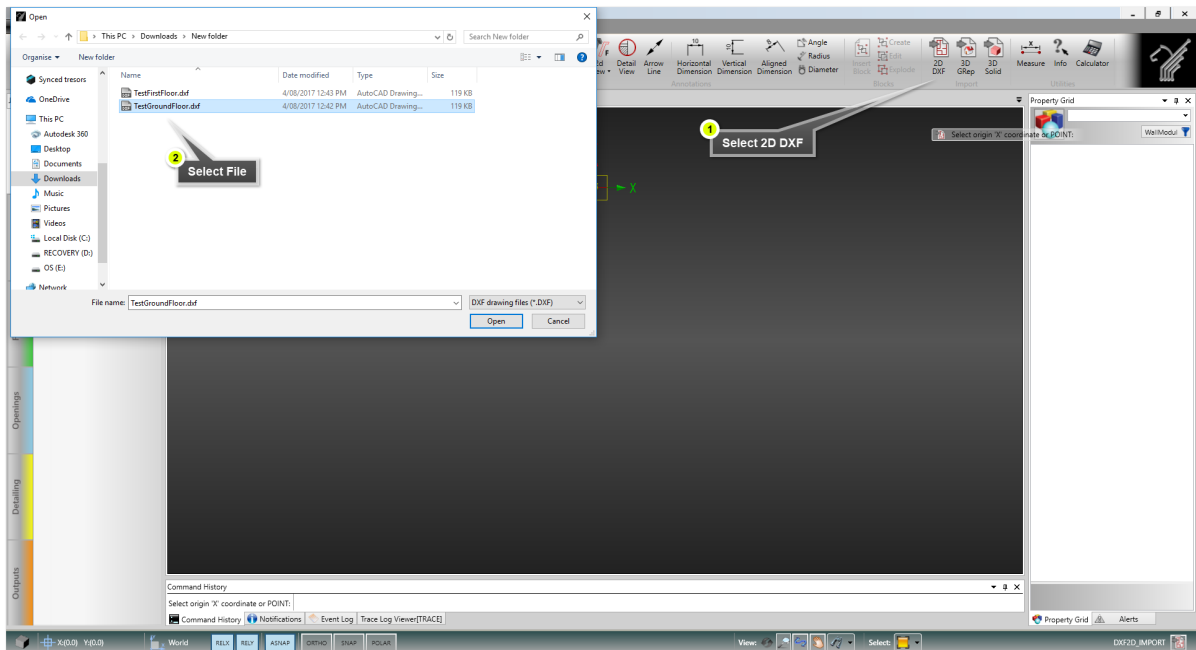 Open
This PC > Downloads > New folder
Search New folder
Organise
New folder
Name
Date modified
Type
Size
TestFirstFloor.dxf
4/08/2017 12:43 PM
AutoCAD Drawing...
119 KB
TestGroundFloor.dxf
4/08/2017 12:42 PM
AutoCAD Drawing...
119 KB
Synced tresors
OneDrive
This PC
Autodesk 360
Desktop
Documents
Downloads
Music
Pictures
Videos
Local Disk (C:)
RECOVERY (D:)
OS (E:)
Network
File name:
TestGroundFloor.dxf
DXF drawing files (*.DXF)
Open
Cancel
2
Select File
1
Select 2D DXF
Detail View
Arrow Line
10
Horizontal Dimension
Vertical Dimension
Aligned Dimension
Angle
Radius
Diameter
Annotations
Insert Block
Create
Edit
Explode
Blocks
2D DXF
3D GRep
3D Solid
Import
Measure
Info
Calculator
Utilities
Property Grid
Select origin 'X' coordinate or POINT:
WallModul
X
Openings
Detailing
Outputs
Command History
Select origin 'X' coordinate or POINT:
Command History
Notifications
Event Log
Trace Log Viewer[TRACE]
Property Grid
Alerts
X:(0.0) Y:(0.0)
World
RELX
RELY
ASNAP
ORTHO
SNAP
POLAR
View:
Select:
DXF2D_IMPORT